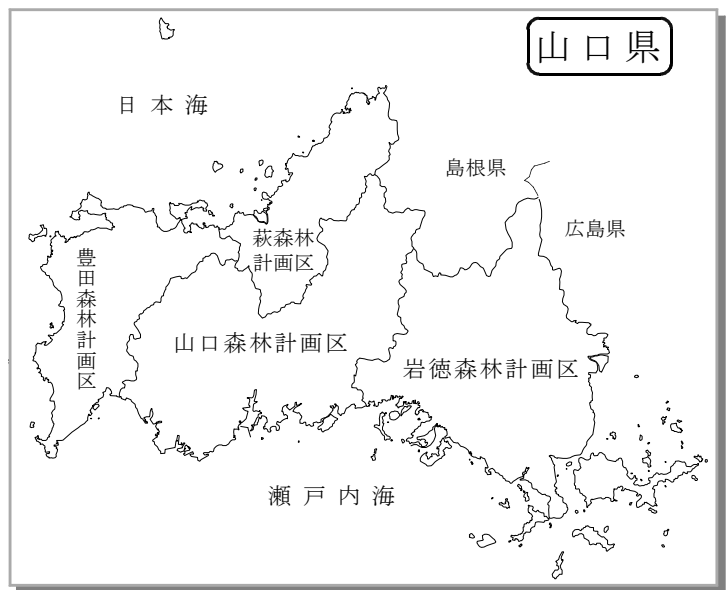 山口県
日本海
島根県
広島県
萩森林
計画区
豊田森林計画区
山口森林計画区
岩徳森林計画区
瀬戸内海